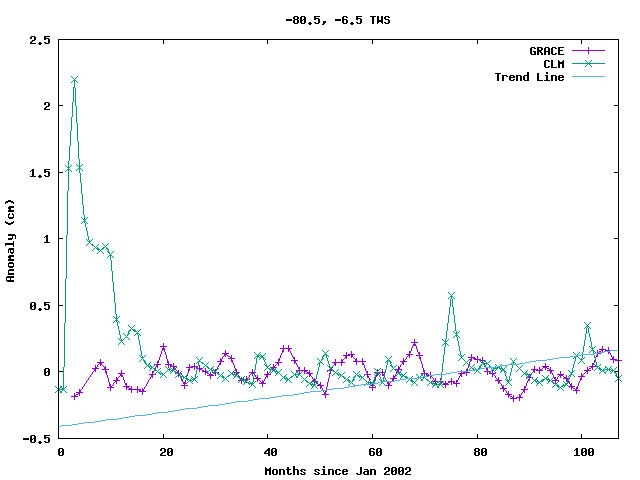 -80.5, -6.5 TWS
GRACE
CLM
Trend Line
2.5
2
1.5
1
0.5
0
-0.5
Anomaly (cm)
0 20 40 60 80 100
Months since Jan 2002